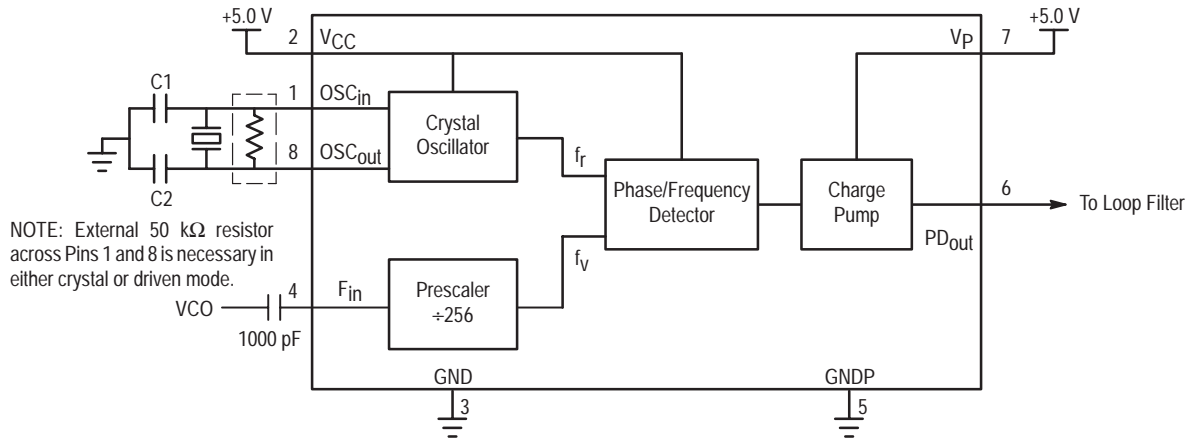 +5.0 V
+5.0 V
2
VCC
VP
7
C1
1
OSCin
Crystal
Oscillator
8
OSCout
C2
fr
Phase/Frequency
Detector
Charge
Pump
6
To Loop Filter
PDout
NOTE: External 50 kΩ resistor
across Pins 1 and 8 is necessary in
either crystal or driven mode.
fv
VCO
4
Fin
Prescaler
÷256
1000 pF
GND
GNDP
3
5